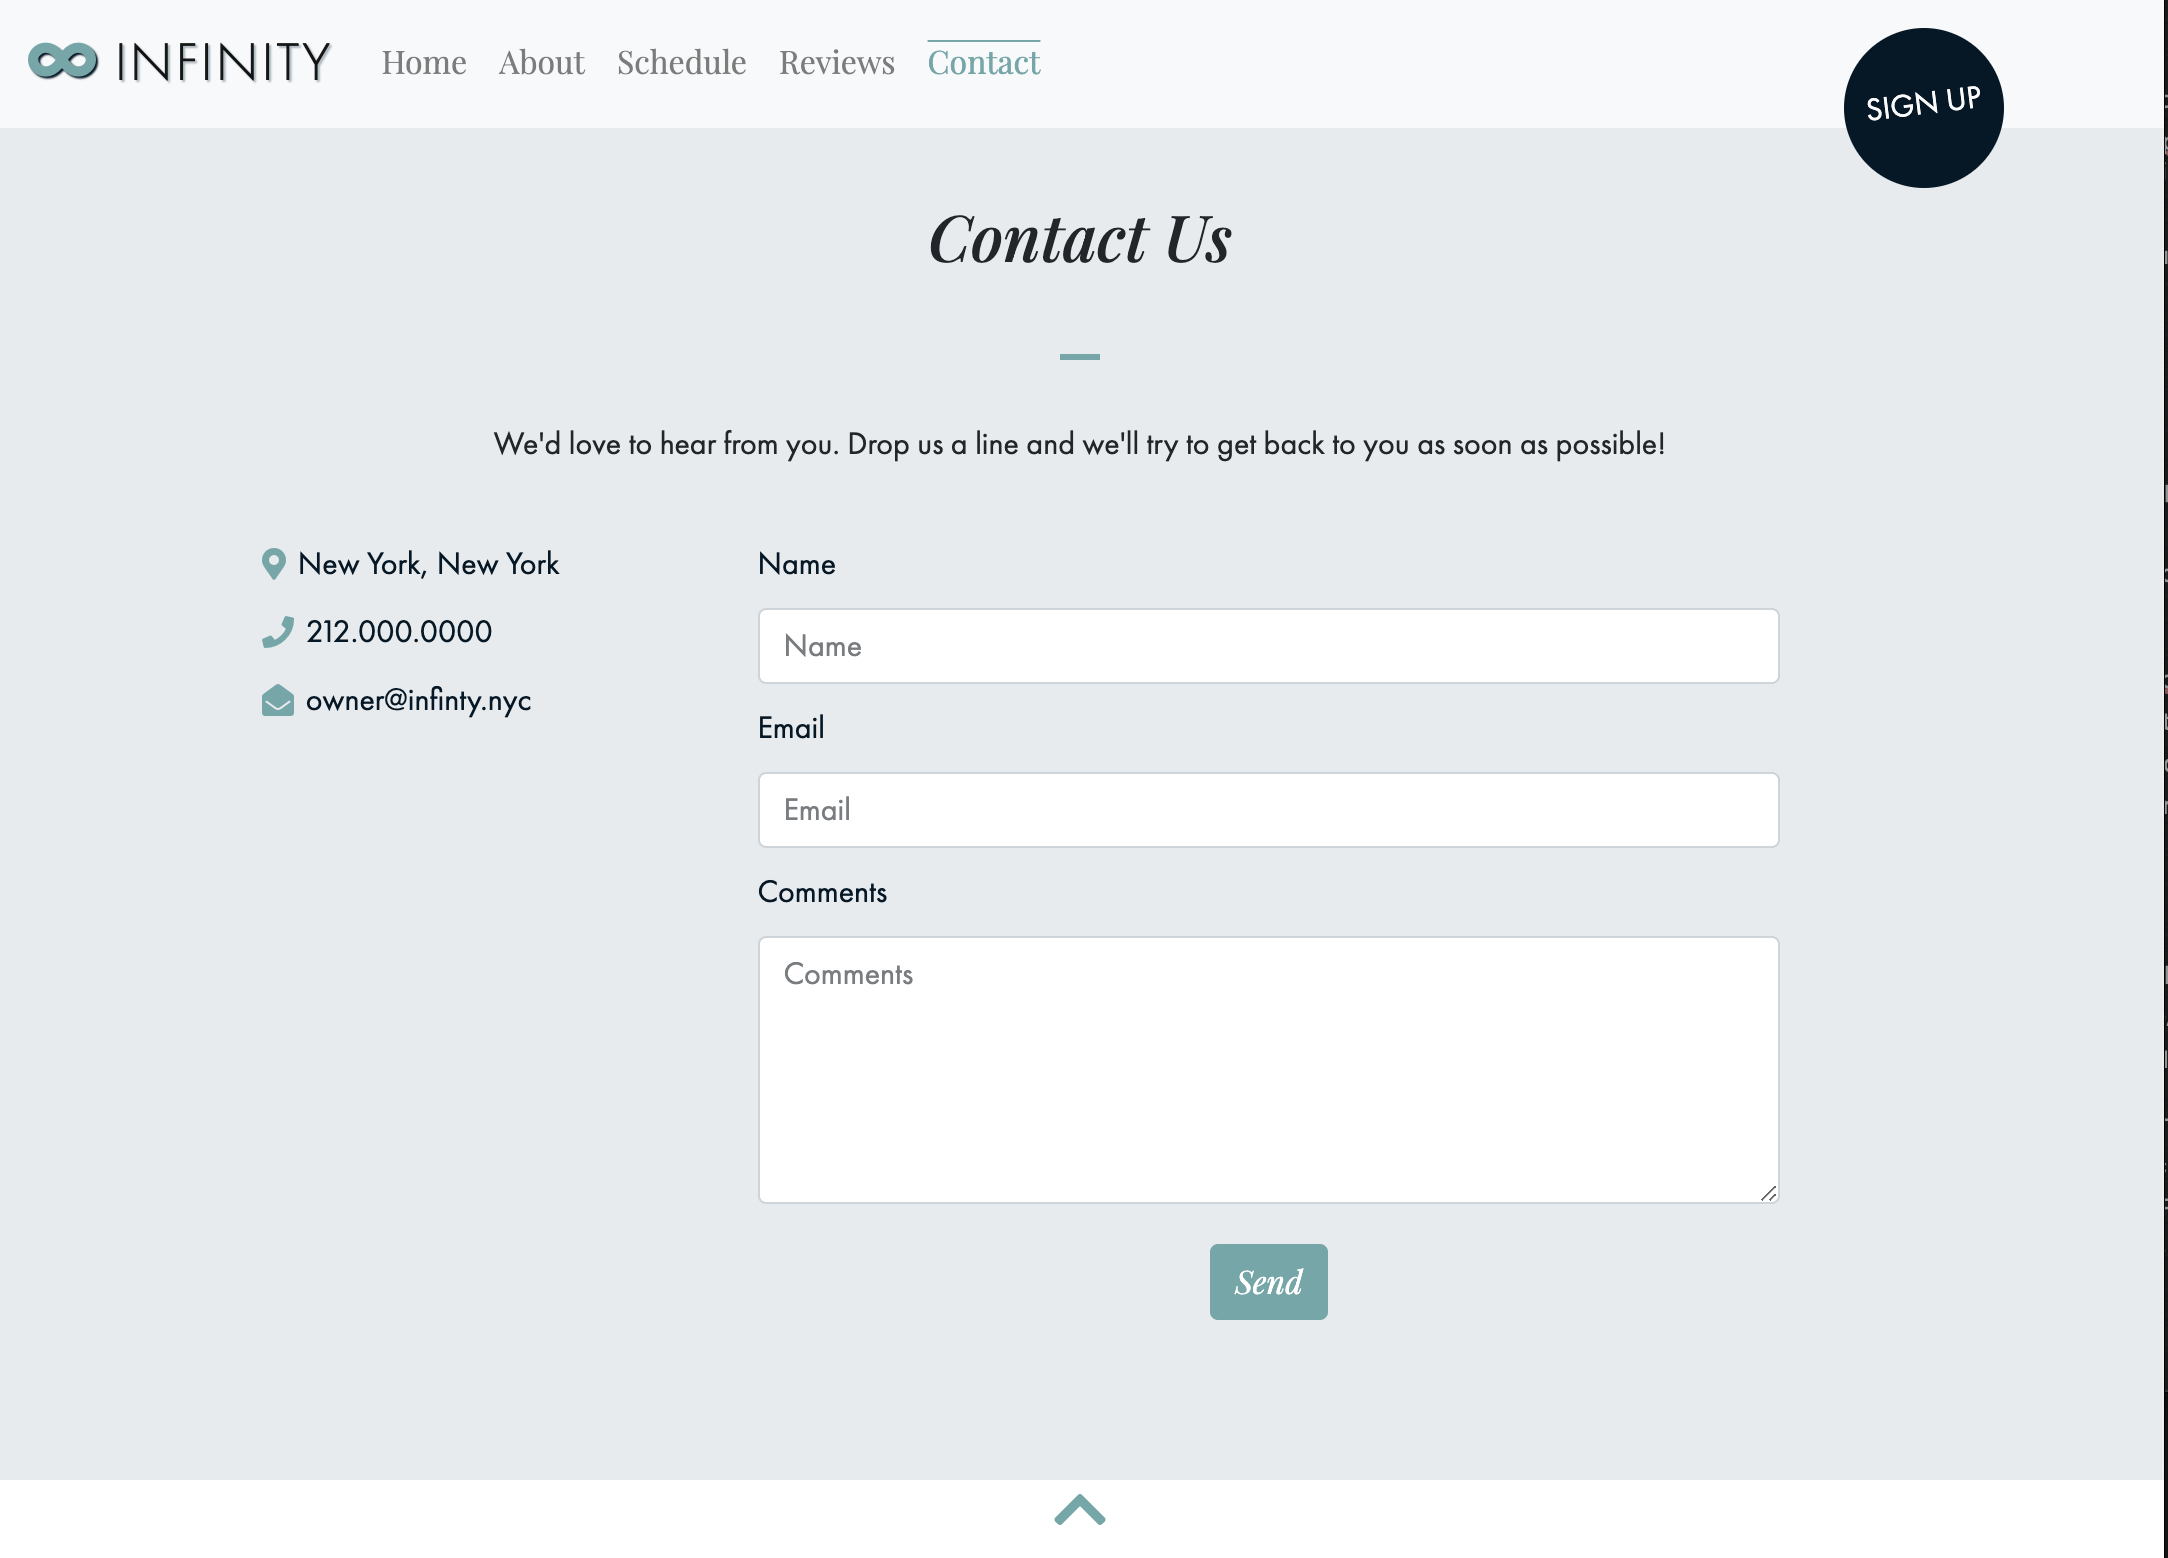 INFINITY
Home About Schedule Reviews Contact
SIGN UP
Contact Us
We'd love to hear from you. Drop us a line and we'll try to get back to you as soon as possible!
New York, New York
212.000.0000
owner@infinty.nyc
Name
Name
Email
Email
Comments
Comments
Send